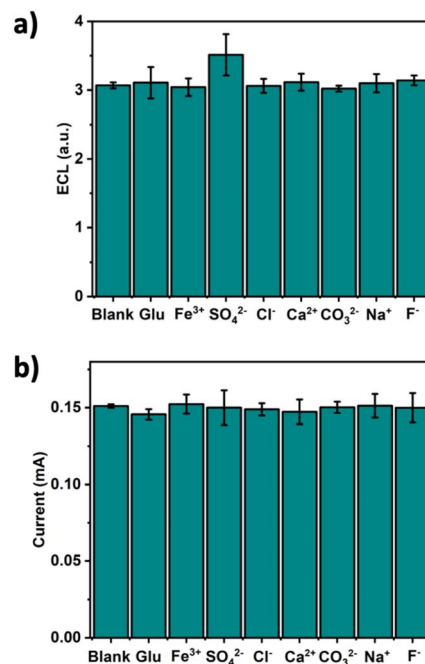 a)
ECL (a.u.)
4
3
2
1
0
Blank Glu Fe³⁺ SO₄²⁻ Cl⁻ Ca²⁺ CO₃²⁻ Na⁺ F⁻
b)
Current (mA)
0.15
0.10
0.05
0.00
Blank Glu Fe³⁺ SO₄²⁻ Cl⁻ Ca²⁺ CO₃²⁻ Na⁺ F⁻